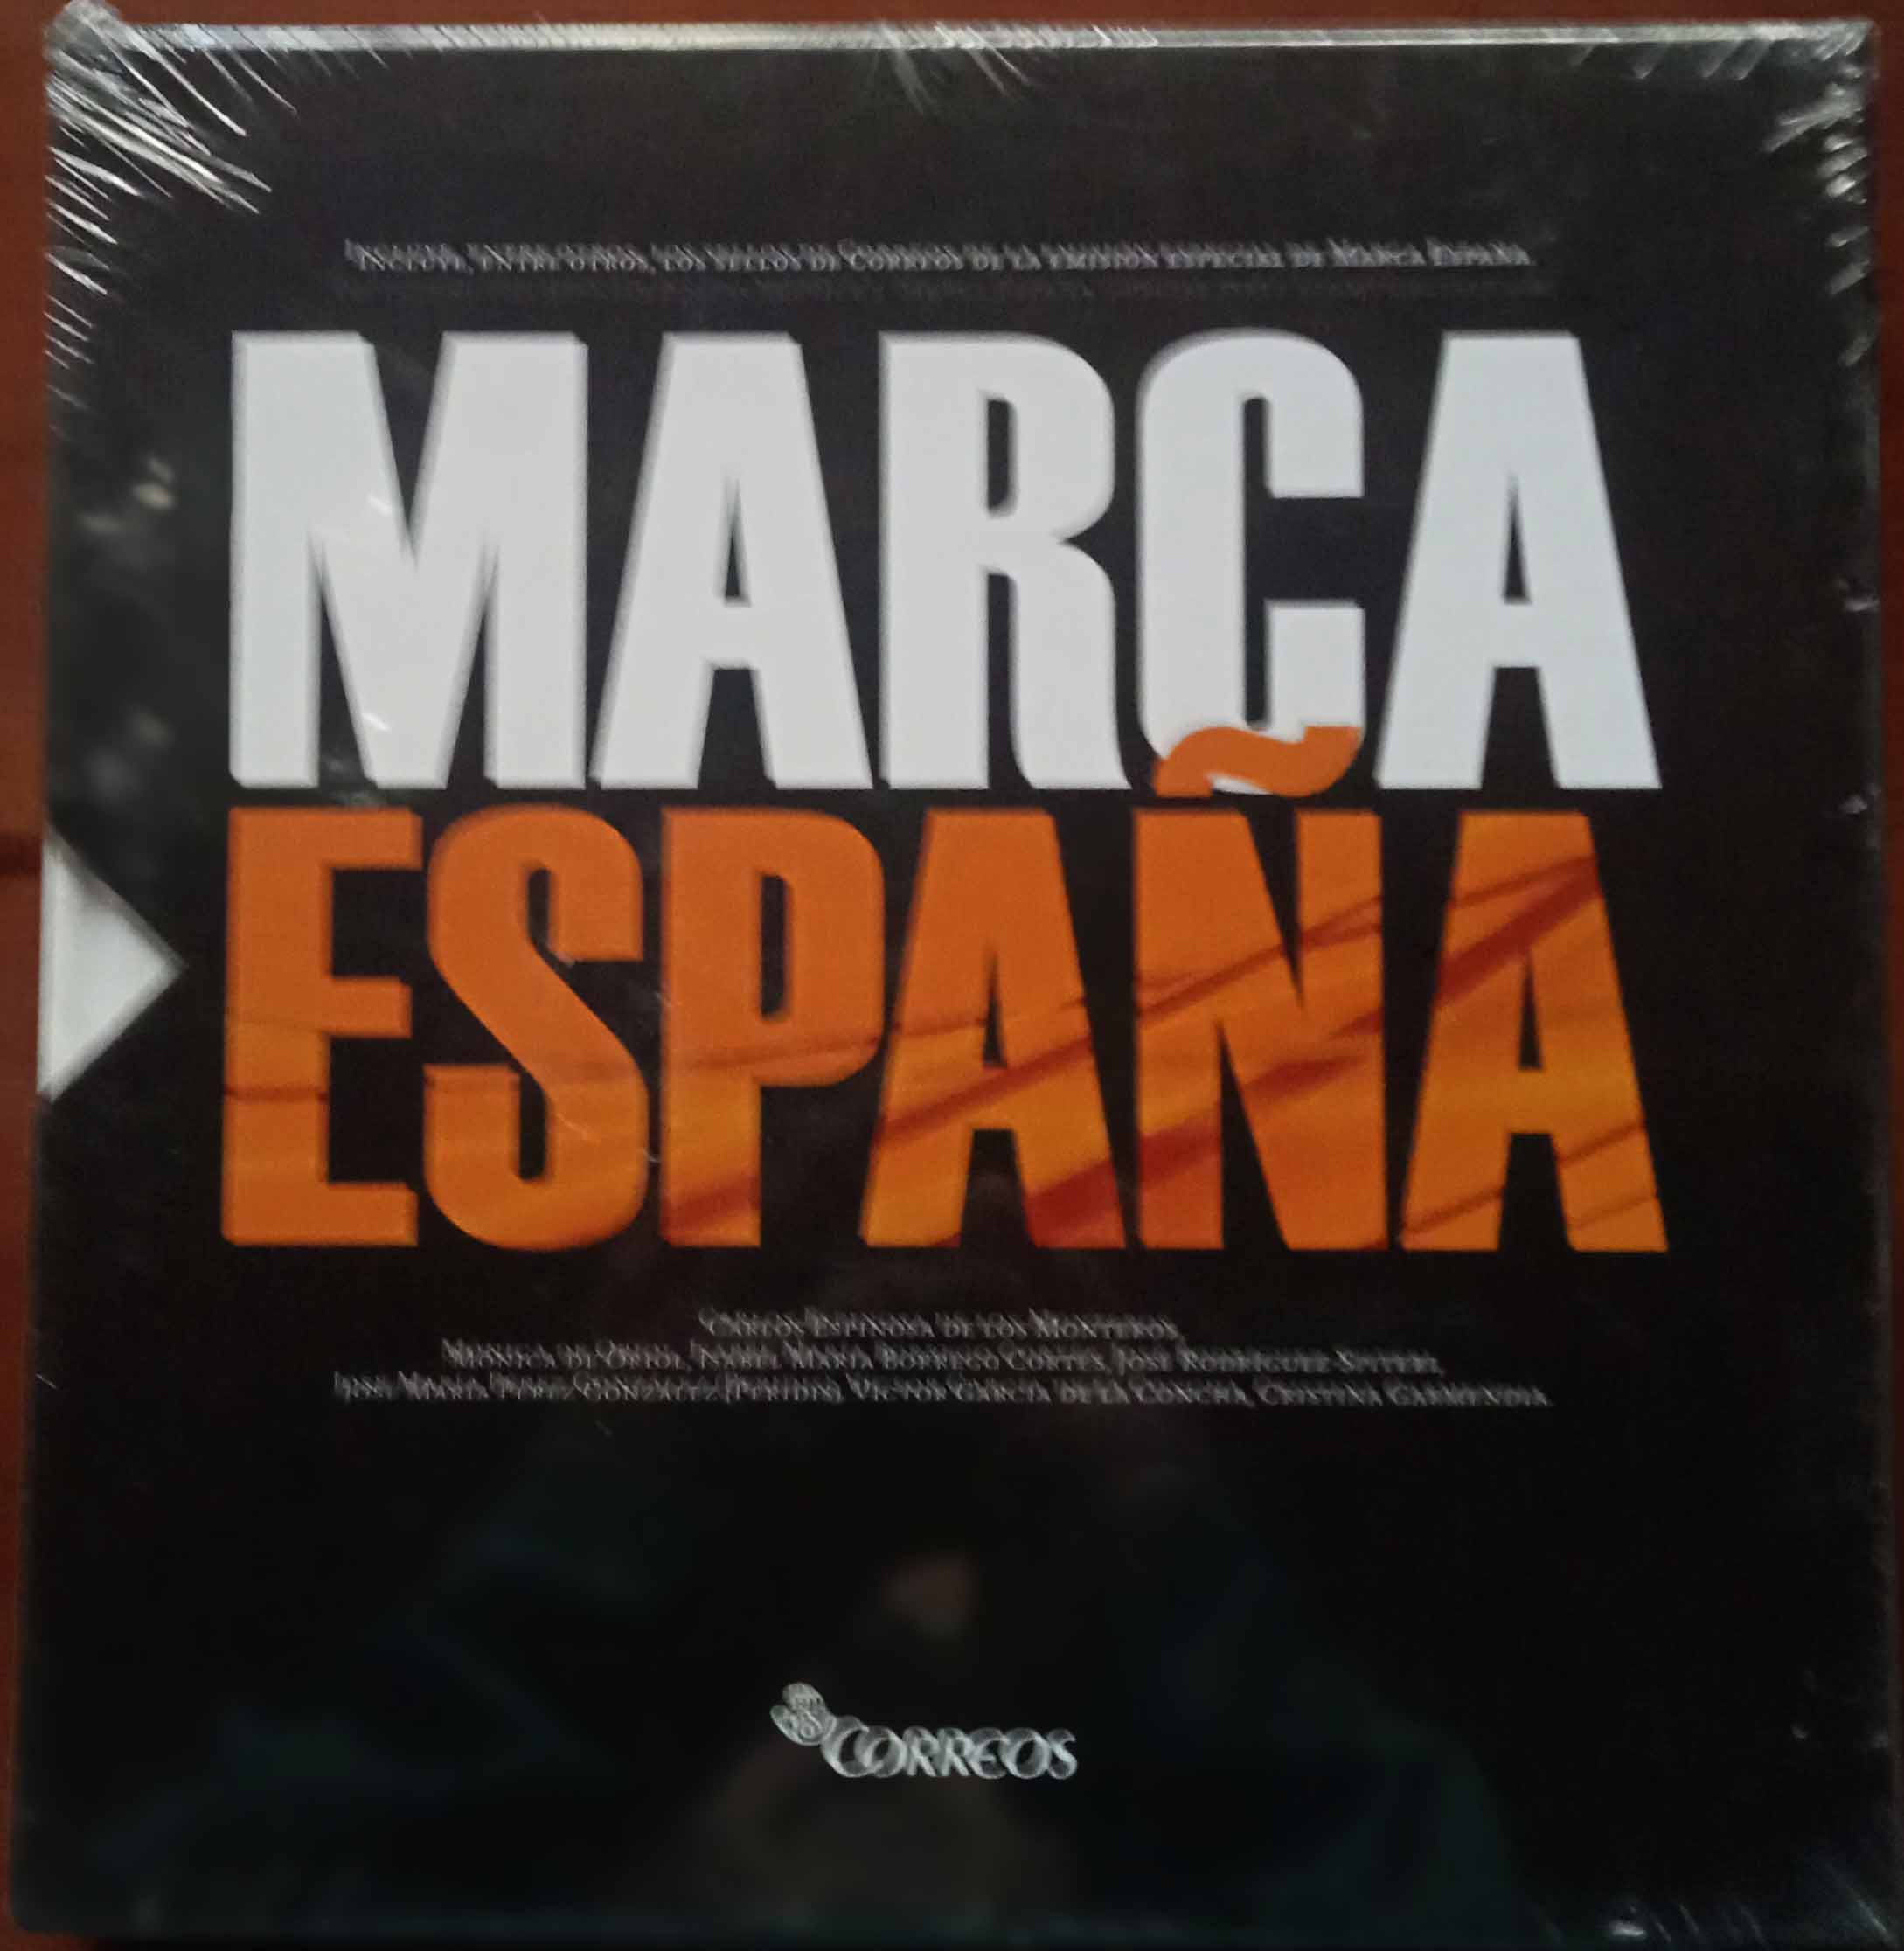 Incluye, entre otros, los sellos de Correos de la emisión especial de Marca España.
MARCA
ESPAÑA
Carlos Espinosa de los Monteros,
Mónica de Oriol, Isabel María Borrego Cortés, José Rodríguez-Spiteri,
José María Pérez González (Peridis), Víctor García de la Concha, Cristina Garmendia
CORREOS